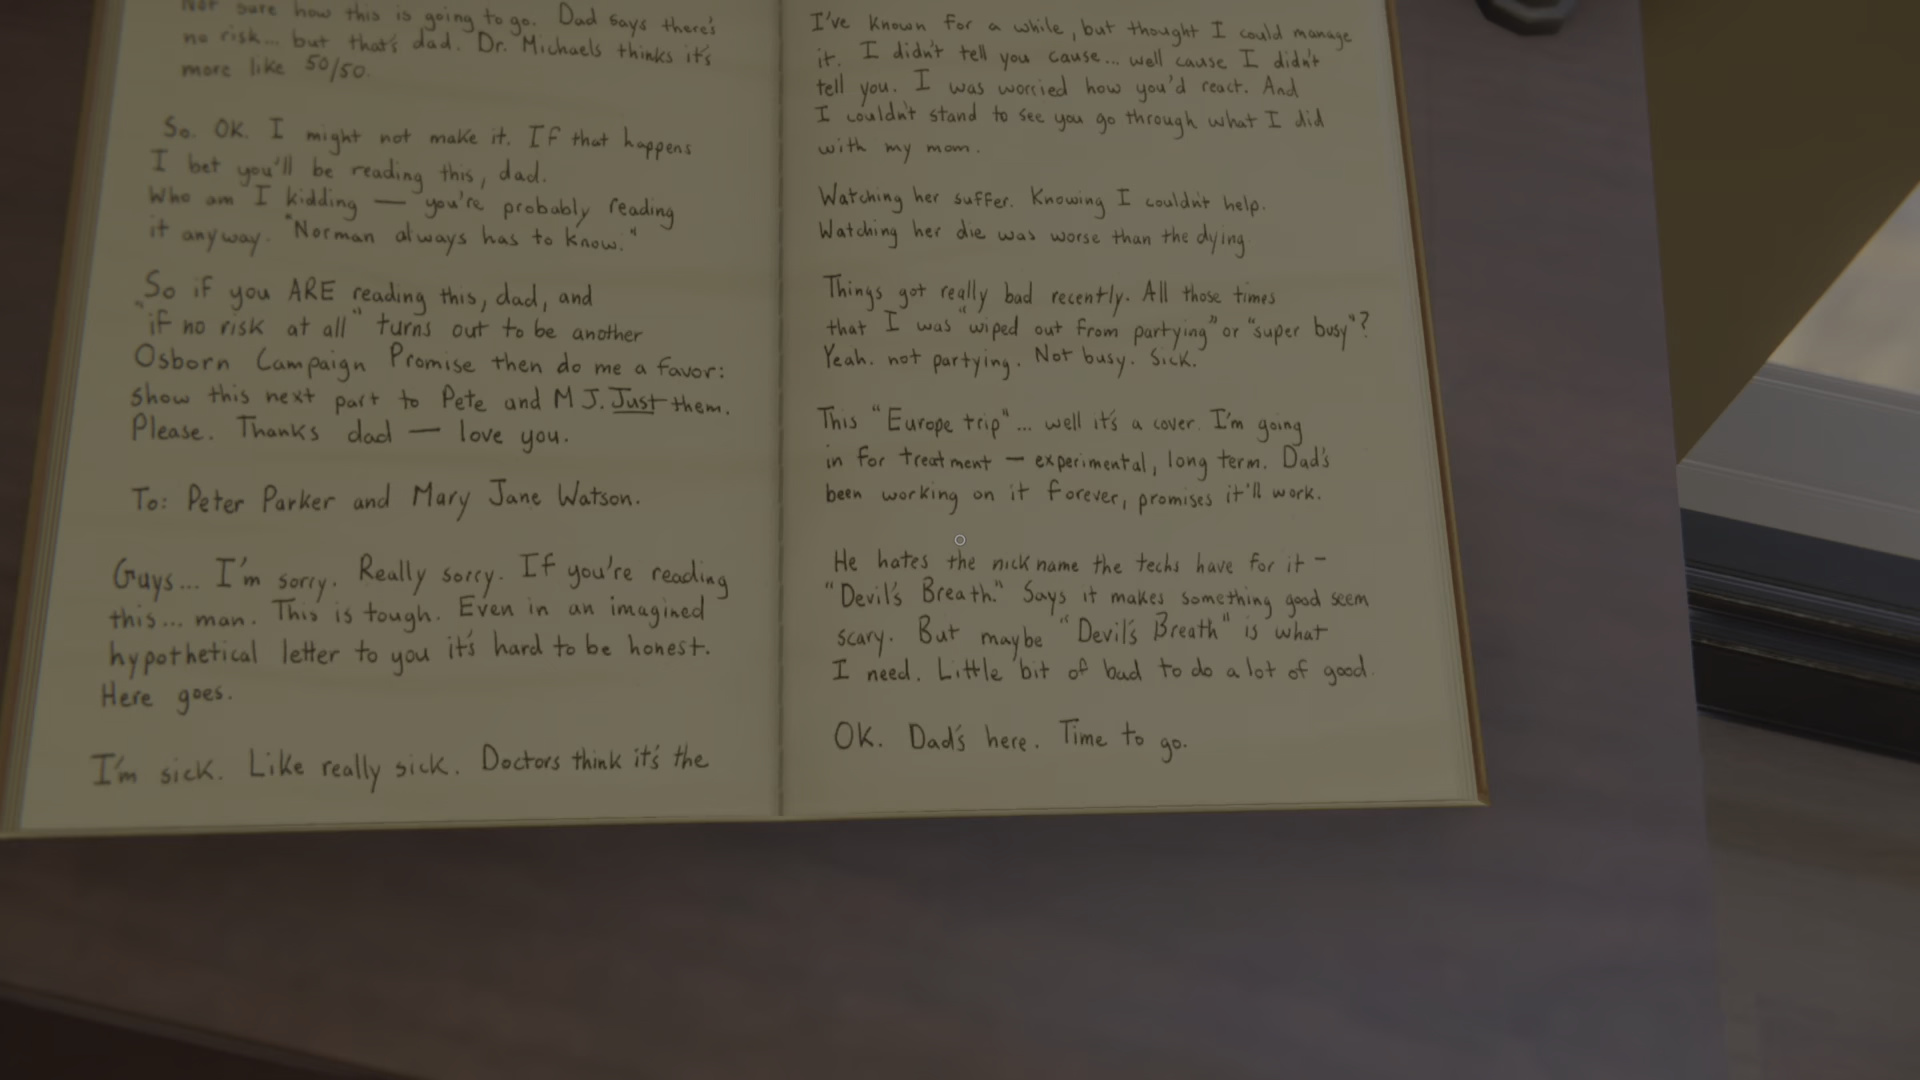 Not sure how this is going to go. Dad says there's
no risk... but that's dad. Dr. Michaels thinks it's
more like 50/50.
So. OK. I might not make it. If that happens
I bet you'll be reading this, dad.
Who am I kidding — you're probably reading
it anyway. "Norman always has to know."
So if you ARE reading this, dad, and
"if no risk at all" turns out to be another
Osborn Campaign Promise then do me a favor:
show this next part to Pete and MJ. Just them.
Please. Thanks dad — love you.
To: Peter Parker and Mary Jane Watson.
Guys... I'm sorry. Really sorry. If you're reading
this... man. This is tough. Even in an imagined
hypothetical letter to you it's hard to be honest.
Here goes.
I'm sick. Like really sick. Doctors think it's the
I've known for a while, but thought I could manage
it. I didn't tell you cause... well cause I didn't
tell you. I was worried how you'd react. And
I couldn't stand to see you go through what I did
with my mom.
Watching her suffer. Knowing I couldn't help.
Watching her die was worse than the dying.
Things got really bad recently. All those times
that I was "wiped out from partying" or "super busy"?
Yeah. not partying. Not busy. Sick.
This "Europe trip"... well it's a cover. I'm going
in for treatment — experimental, long term. Dad's
been working on it forever, promises it'll work.
He hates the nickname the techs have for it -
"Devil's Breath." Says it makes something good seem
scary. But maybe "Devil's Breath" is what
I need. Little bit of bad to do a lot of good.
OK. Dad's here. Time to go.